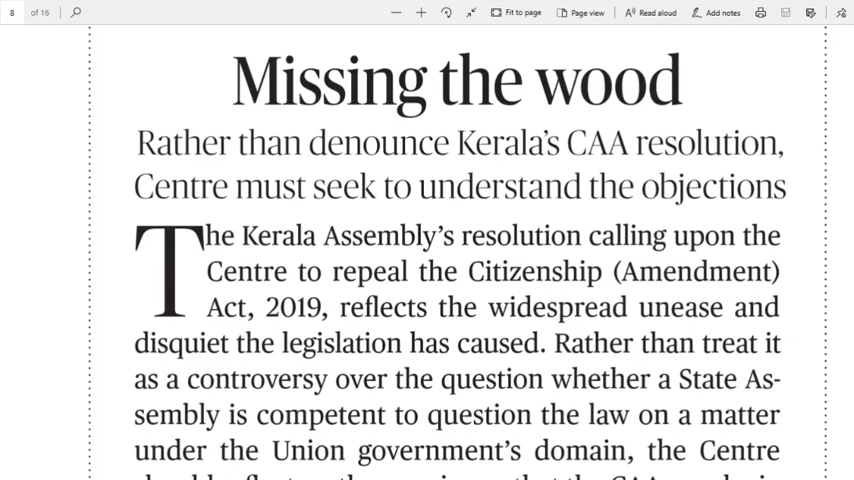 8 of 16 Fit to page Page view Read aloud Add notes
Missing the wood
Rather than denounce Kerala's CAA resolution,
Centre must seek to understand the objections
The Kerala Assembly's resolution calling upon the
Centre to repeal the Citizenship (Amendment)
Act, 2019, reflects the widespread unease and
disquiet the legislation has caused. Rather than treat it
as a controversy over the question whether a State As-
sembly is competent to question the law on a matter
under the Union government's domain, the Centre